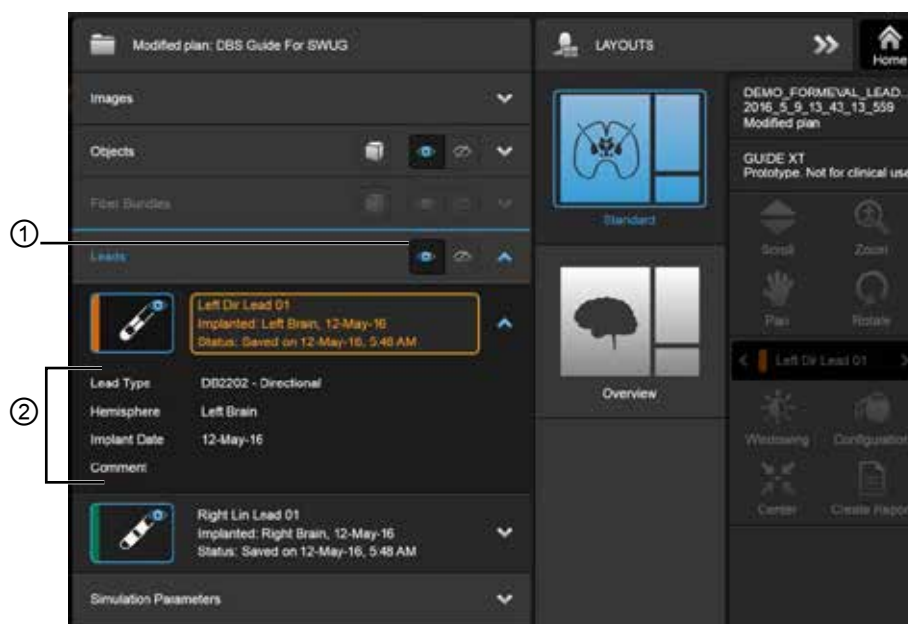 Modified plan: DBS Guide For SWUG
LAYOUTS
Home
Images
Objects
Fiber Bundles
①
Leads
Left Dir Lead 01
Implanted: Left Brain, 12-May-16
Status: Saved on 12-May-16, 5:46 AM
②
Lead Type DB2202 - Directional
Hemisphere Left Brain
Implant Date 12-May-16
Comment
Right Lin Lead 01
Implanted: Right Brain, 12-May-16
Status: Saved on 12-May-16, 5:48 AM
Simulation Parameters
Standard
Overview
DEMO_FORMEVAL_LEAD...
2016_5_9_13_43_13_559
Modified plan
GUIDE XT
Prototype. Not for clinical use
Scroll Zoom
Pan Rotate
Left Dir Lead 01
Windowing Configuration
Center Create Repor